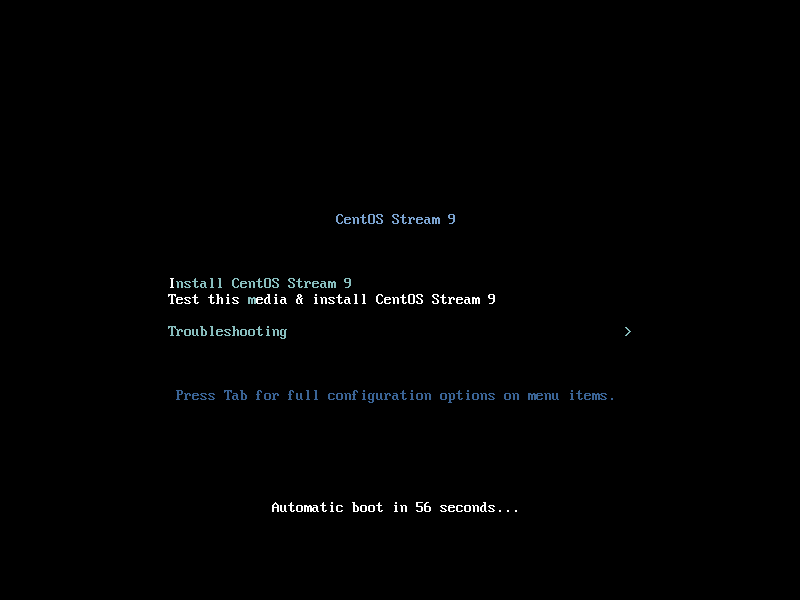 CentOS Stream 9
Install CentOS Stream 9
Test this media & install CentOS Stream 9
Troubleshooting >
Press Tab for full configuration options on menu items.
Automatic boot in 56 seconds...